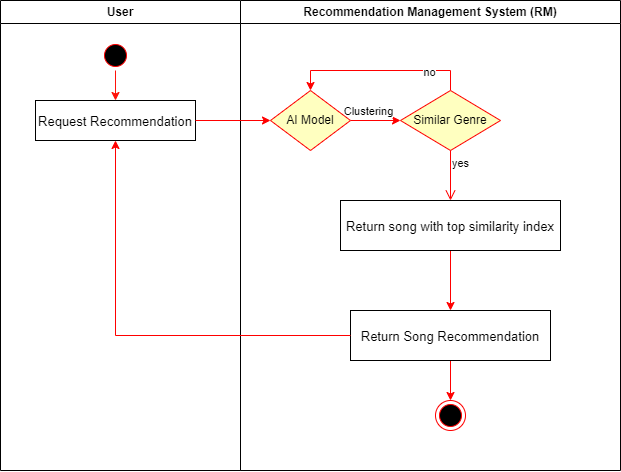 User
Recommendation Management System (RM)
no
Request Recommendation
AI Model
Clustering
Similar Genre
yes
Return song with top similarity index
Return Song Recommendation